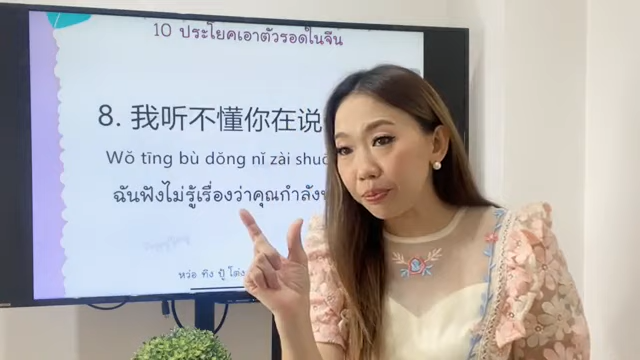 10 ประโยคเอาตัวรอดในจีน
8. 我听不懂你在说
Wǒ tīng bù dǒng nǐ zài shuō
ฉันฟังไม่รู้เรื่องว่าคุณกำลัง
หว่อ ทิง ปู้ โต่ง